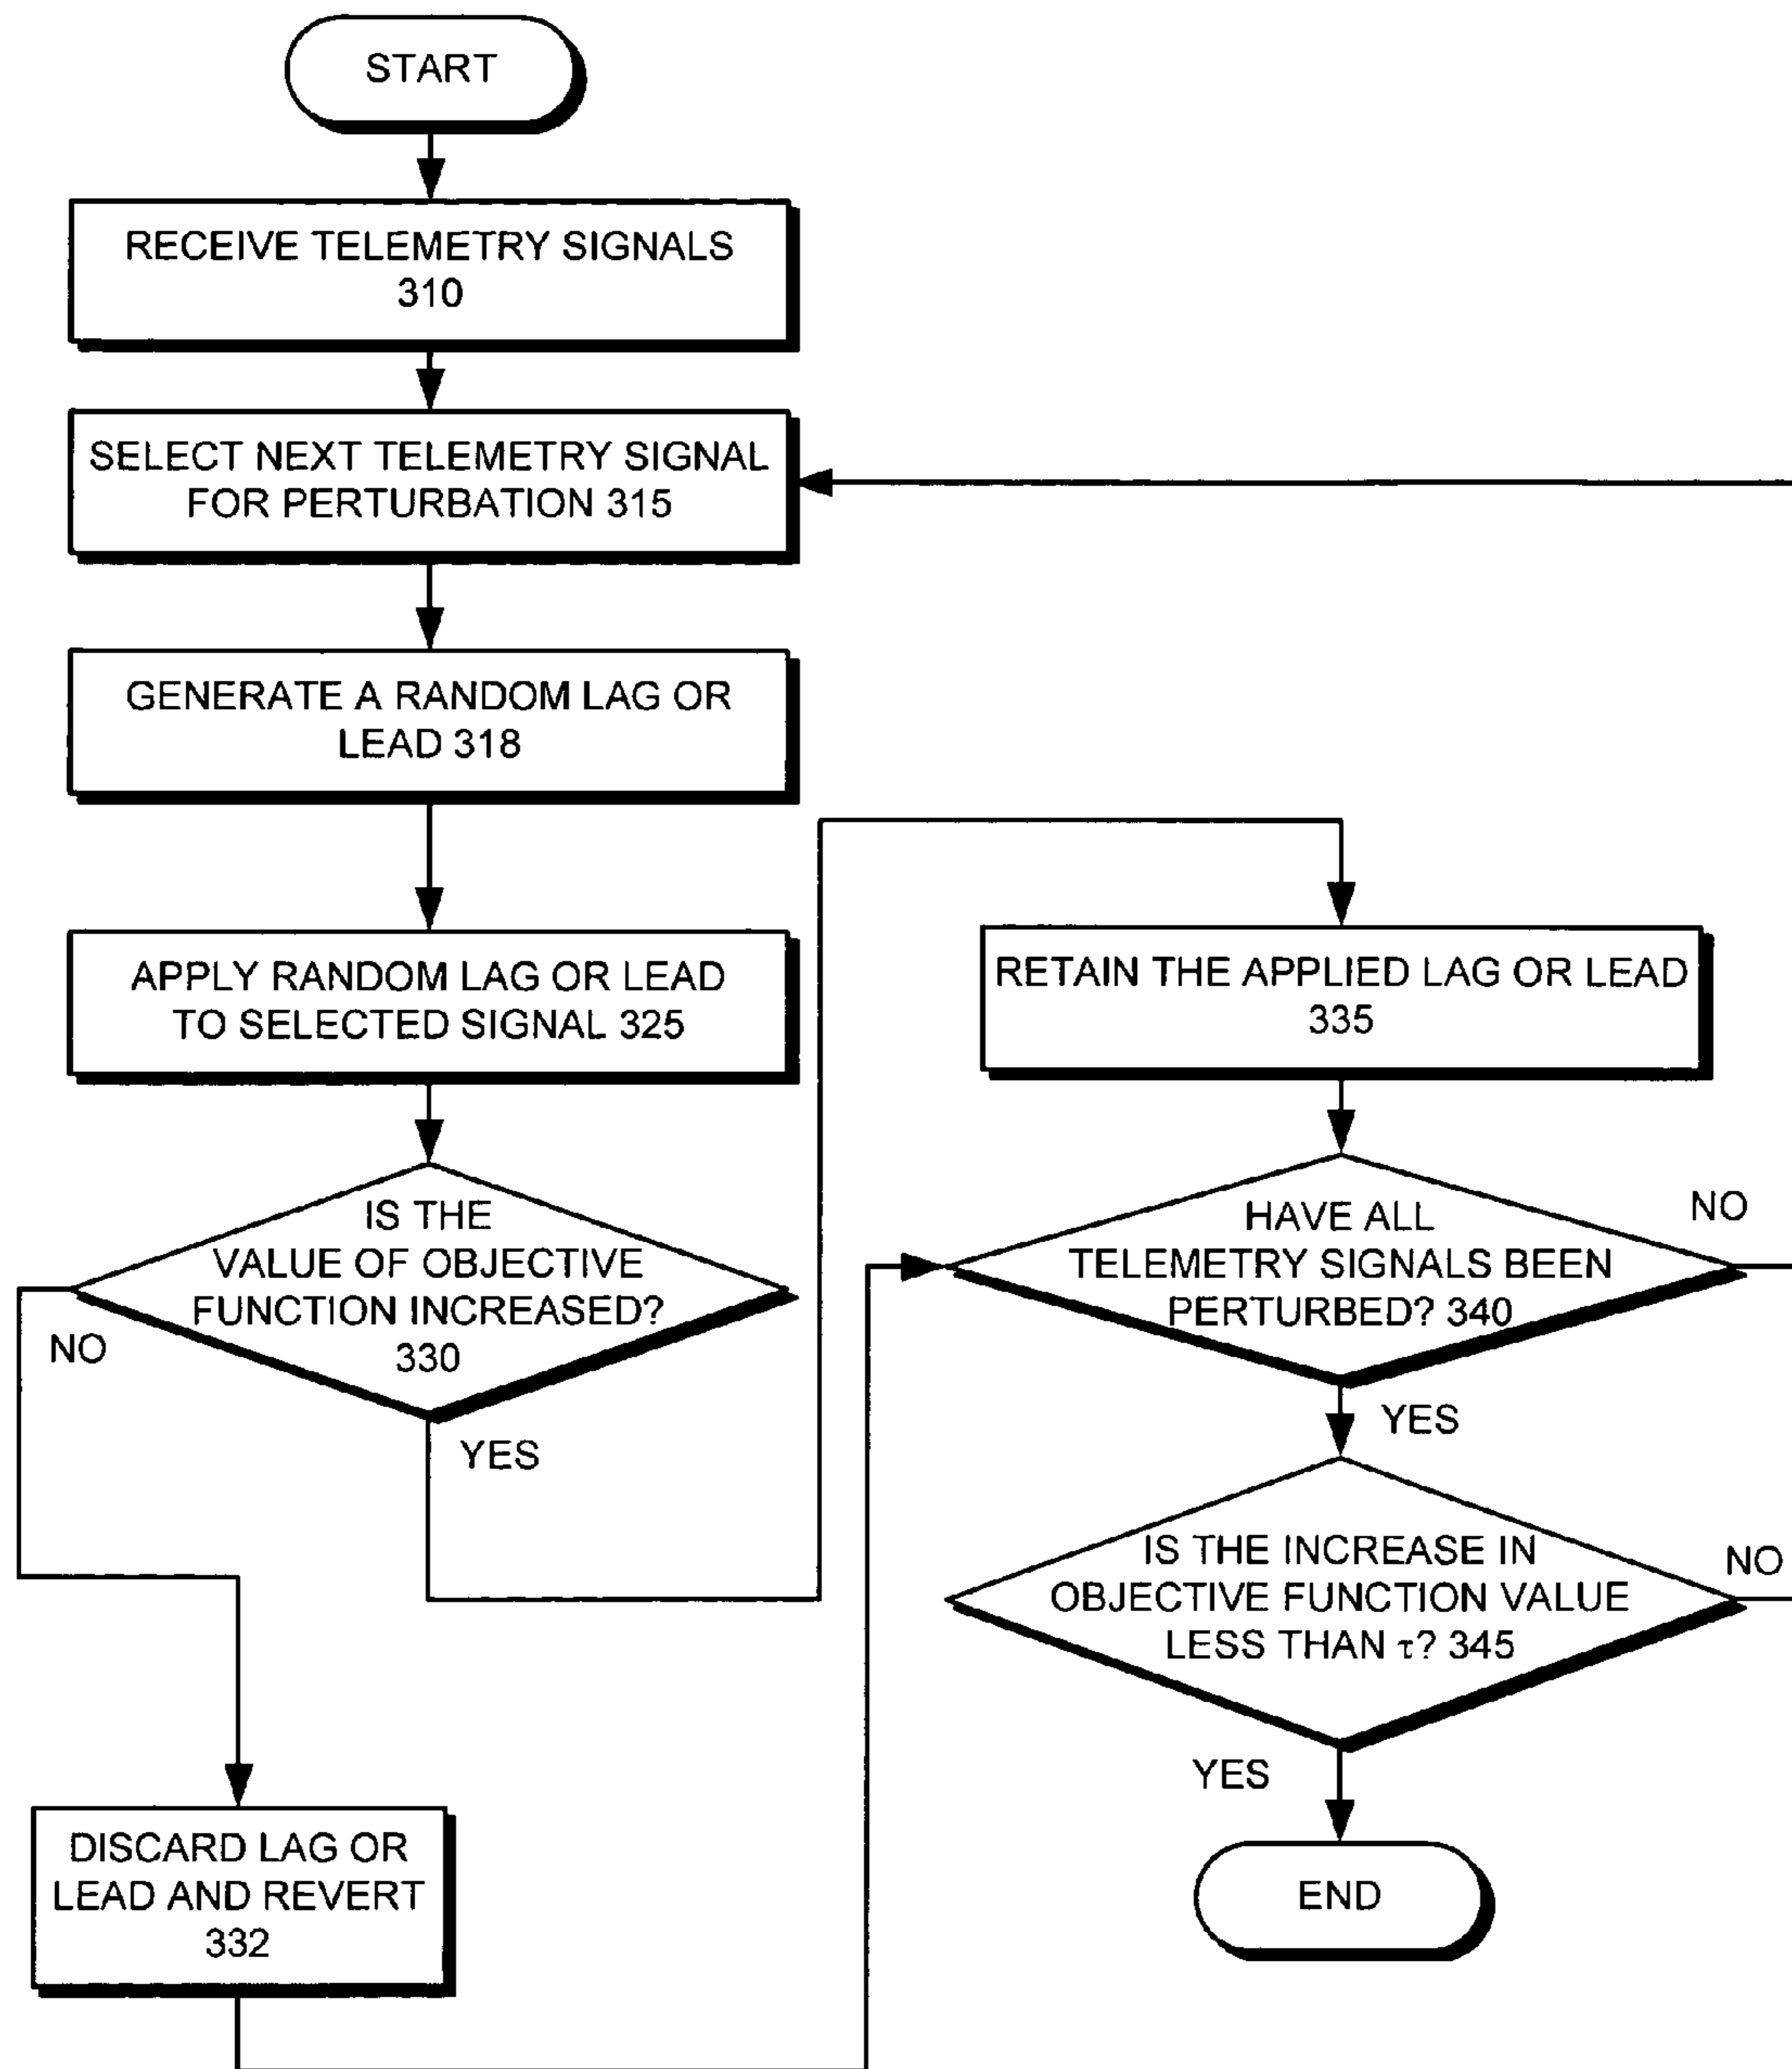 START
RECEIVE TELEMETRY SIGNALS
310
SELECT NEXT TELEMETRY SIGNAL
FOR PERTURBATION 315
GENERATE A RANDOM LAG OR
LEAD 318
APPLY RANDOM LAG OR LEAD
TO SELECTED SIGNAL 325
IS THE
VALUE OF OBJECTIVE
FUNCTION INCREASED?
330
NO
YES
DISCARD LAG OR
LEAD AND REVERT
332
RETAIN THE APPLIED LAG OR LEAD
335
HAVE ALL
TELEMETRY SIGNALS BEEN
PERTURBED? 340
NO
YES
IS THE INCREASE IN
OBJECTIVE FUNCTION VALUE
LESS THAN τ? 345
NO
YES
END